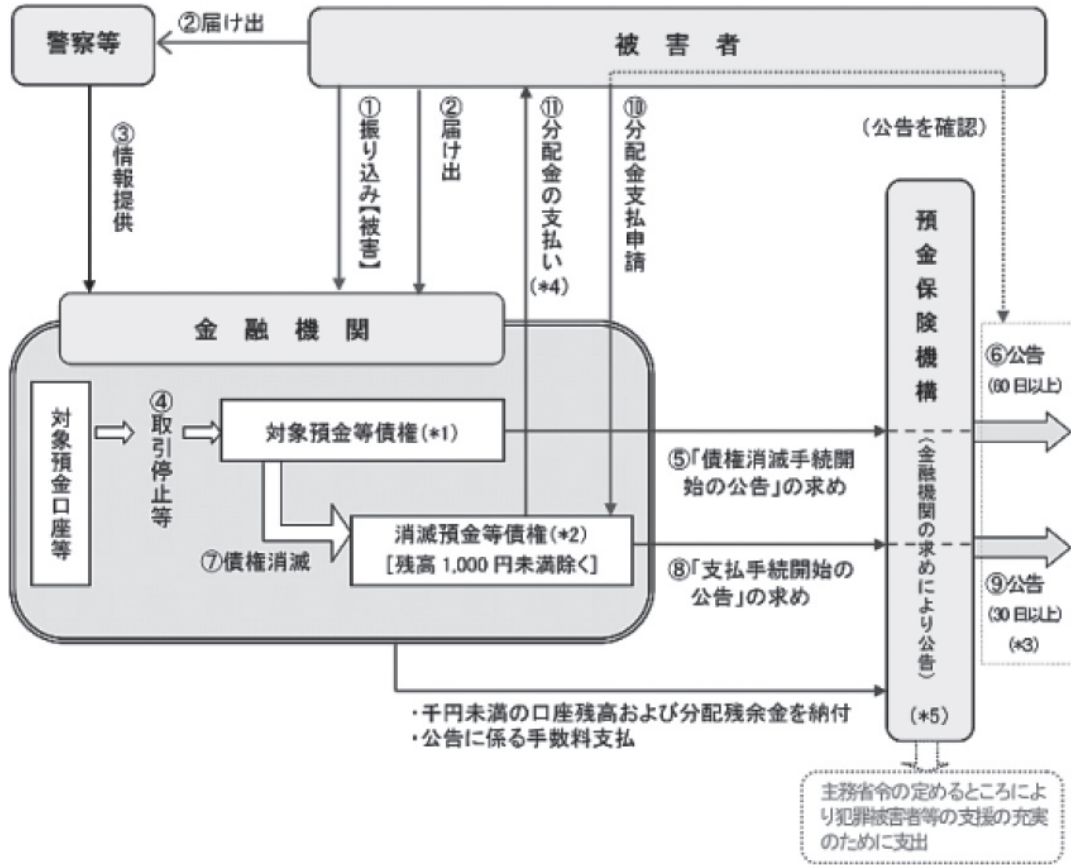 ②届け出
警察等
被害者
③情報提供
①振り込み【被害】
②届け出
⑪分配金の支払い
(*4)
⑩分配金支払申請
(公告を確認)
金融機関
対象預金口座等
④取引停止等
対象預金等債権(*1)
⑤「債権消滅手続開
始の公告」の求め
⑦債権消滅
消滅預金等債権(*2)
[残高1,000円未満除く]
⑧「支払手続開始の
公告」の求め
預金保険機構
(金融機関の求めにより公告)
(*5)
⑥公告
(60日以上)
⑨公告
(30日以上)
(*3)
・千円未満の口座残高および分配残余金を納付
・公告に係る手数料支払
主務省令の定めるところによ
り犯罪被害者等の支援の充実
のために支出